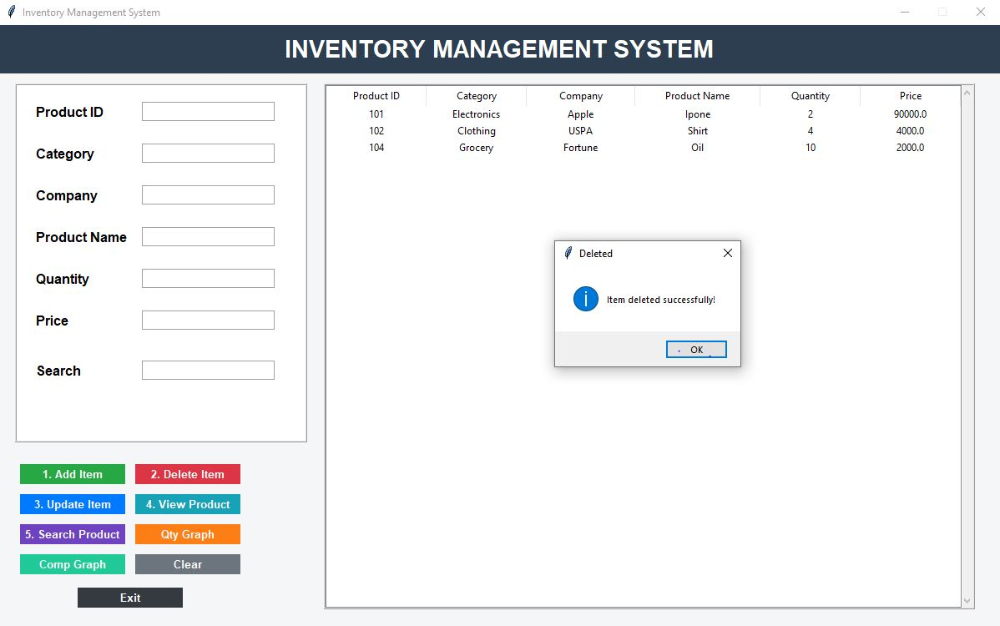 Inventory Management System
INVENTORY MANAGEMENT SYSTEM
Product ID
Category
Company
Product Name
Quantity
Price
Search
1. Add Item 2. Delete Item
3. Update Item 4. View Product
5. Search Product Qty Graph
Comp Graph Clear
Exit
Product ID Category Company Product Name Quantity Price
101 Electronics Apple Ipone 2 90000.0
102 Clothing USPA Shirt 4 4000.0
104 Grocery Fortune Oil 10 2000.0
Deleted
Item deleted successfully!
OK